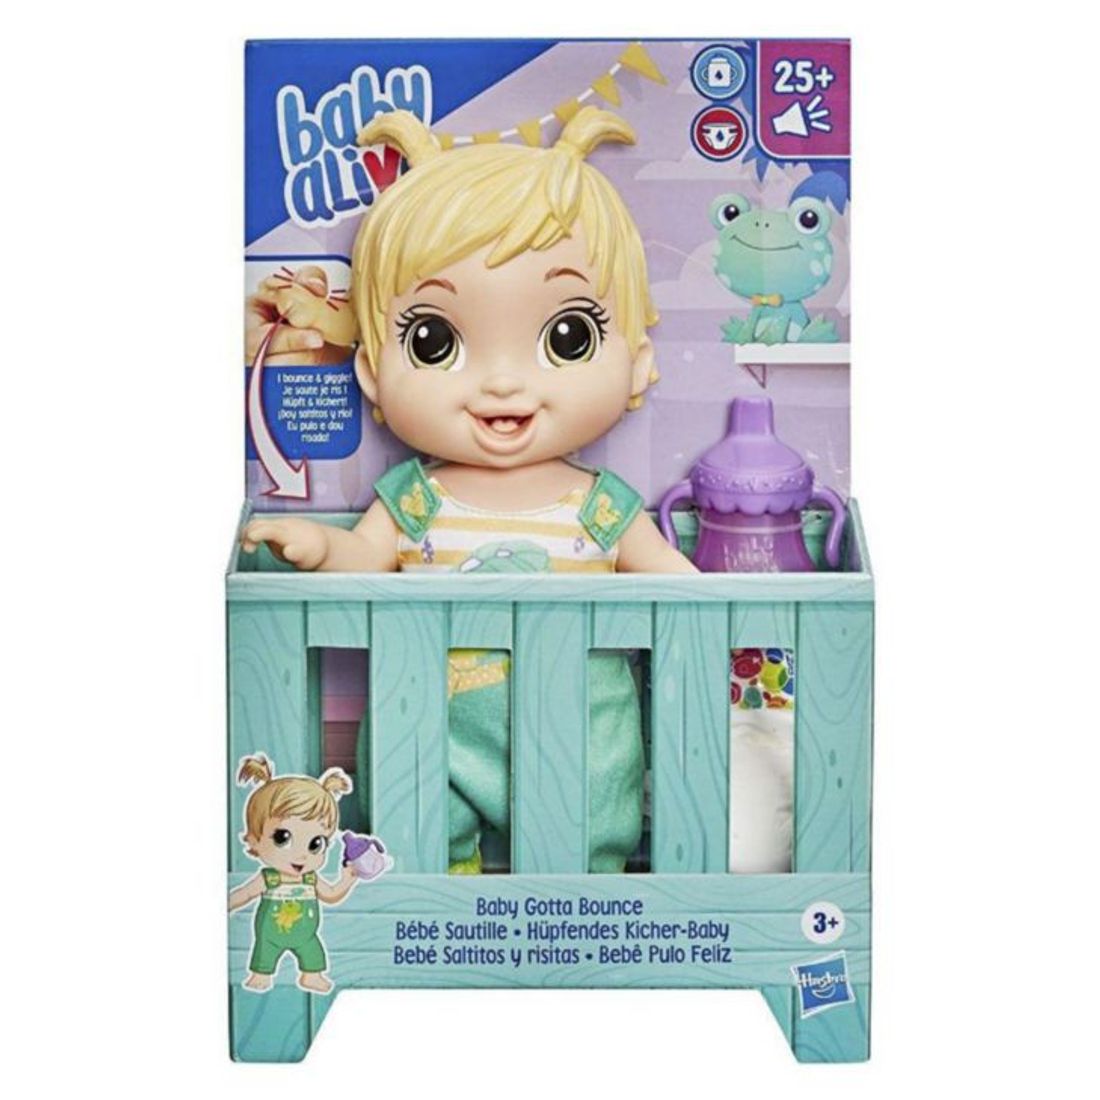 baby
aliv
25+
I bounce & giggle!
Je saute je ris !
Hüpft & kichert!
¡Doy saltitos y río!
Eu pulo e dou
risada!
Baby Gotta Bounce
Bébé Sautille • Hüpfendes Kicher-Baby
Bebé Saltitos y risitas • Bebê Pulo Feliz
3+
Hasbro